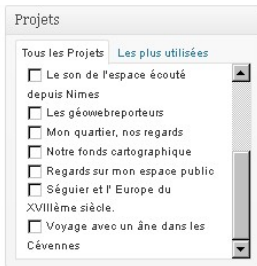 Projets
Tous les Projets Les plus utilisées
Le son de l'espace écouté
depuis Nimes
Les géowebreporteurs
Mon quartier, nos regards
Notre fonds cartographique
Regards sur mon espace public
Séguier et l' Europe du
XVIIIème siècle.
Voyage avec un âne dans les
Cévennes